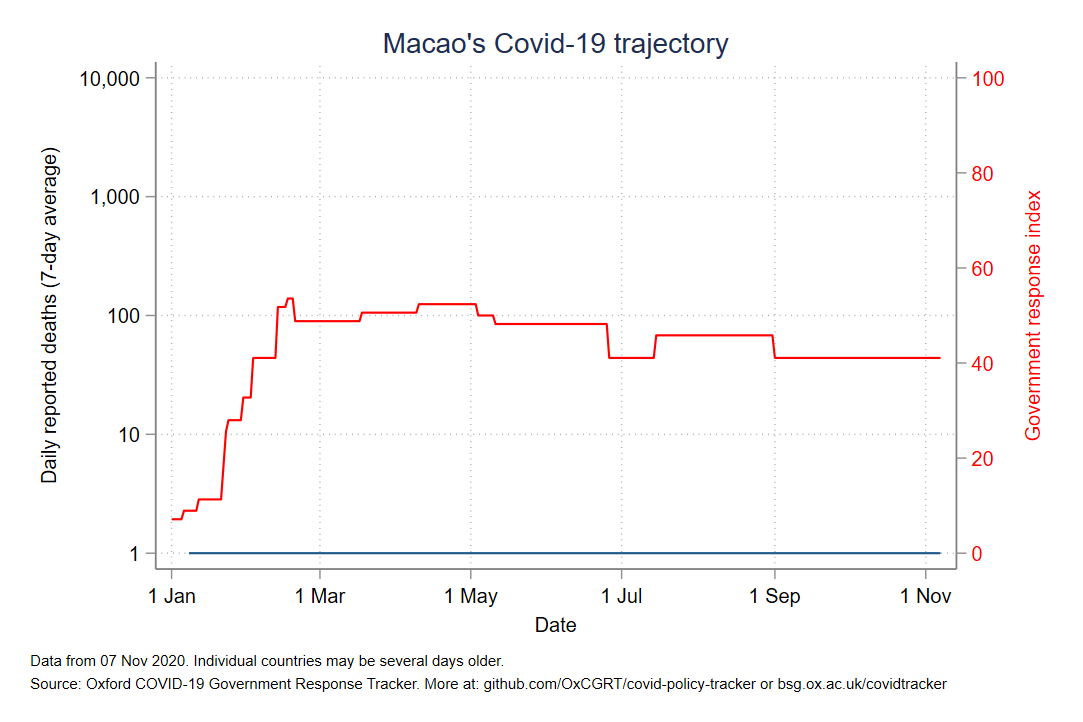 Macao's Covid-19 trajectory
10,000
1,000
100
10
1
Daily reported deaths (7-day average)
100
80
60
40
20
0
Government response index
1 Jan
1 Mar
1 May
1 Jul
1 Sep
1 Nov
Date
Data from 07 Nov 2020. Individual countries may be several days older.
Source: Oxford COVID-19 Government Response Tracker. More at: github.com/OxCGRT/covid-policy-tracker or bsg.ox.ac.uk/covidtracker